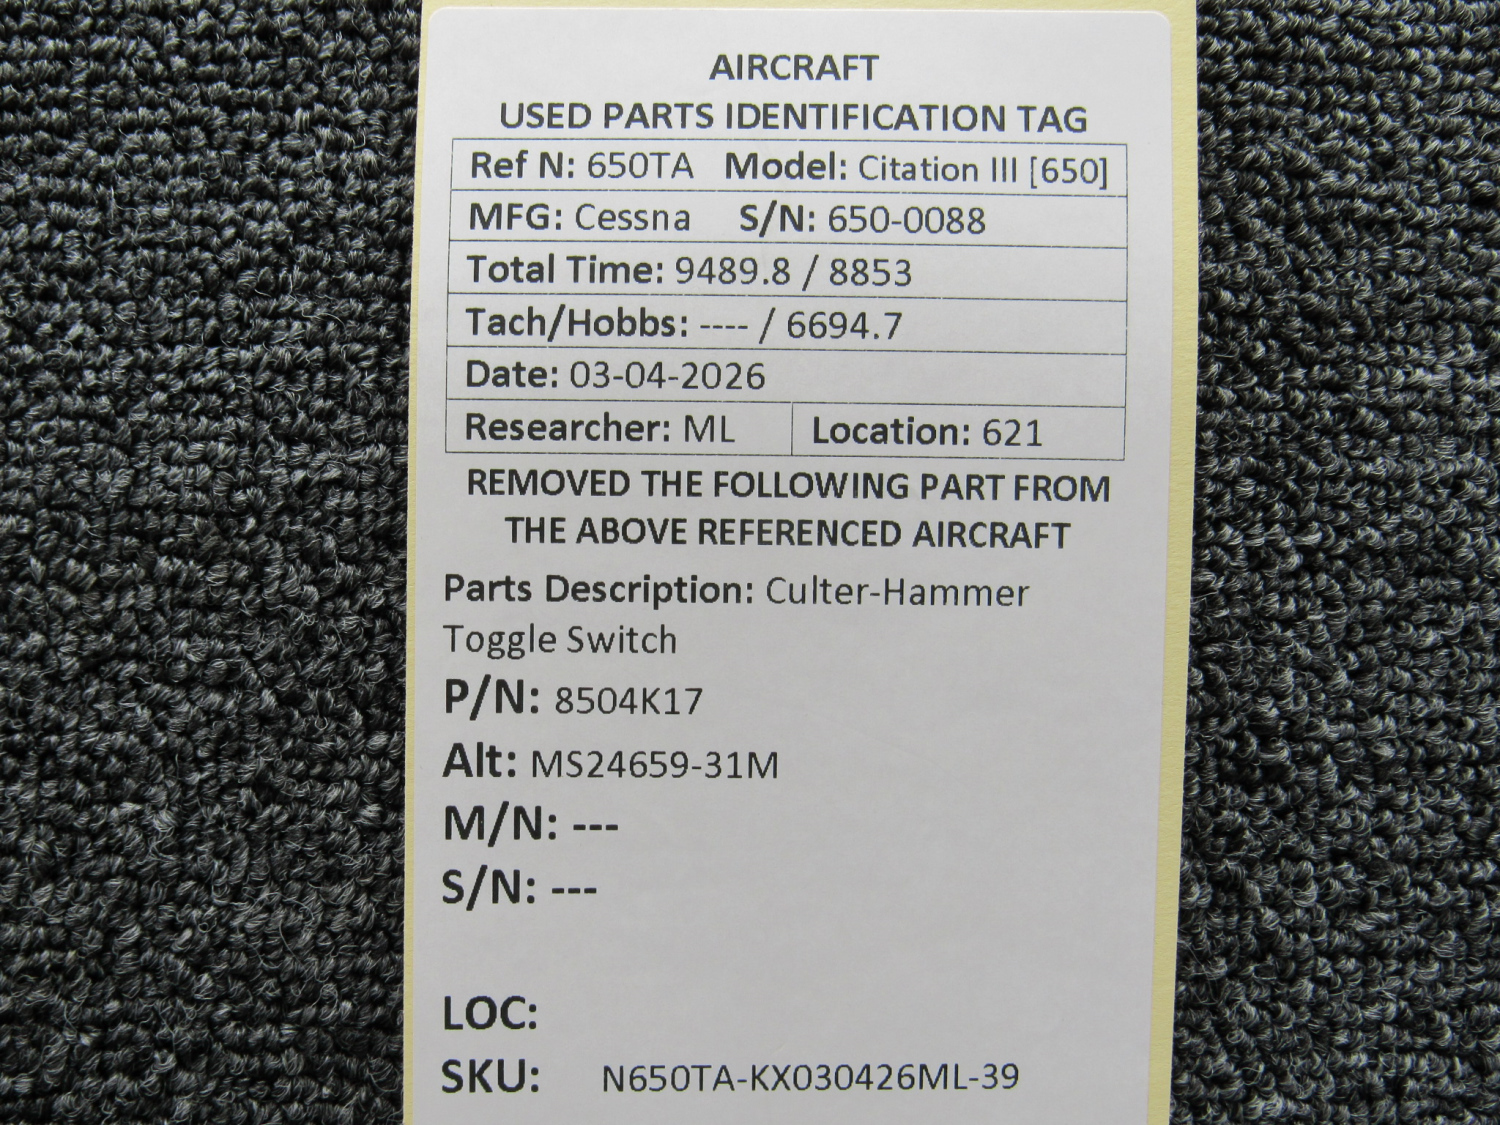 AIRCRAFT
USED PARTS IDENTIFICATION TAG
Ref N: 650TA Model: Citation III [650]
MFG: Cessna S/N: 650-0088
Total Time: 9489.8 / 8853
Tach/Hobbs: ---- / 6694.7
Date: 03-04-2026
Researcher: ML Location: 621
REMOVED THE FOLLOWING PART FROM
THE ABOVE REFERENCED AIRCRAFT
Parts Description: Culter-Hammer
Toggle Switch
P/N: 8504K17
Alt: MS24659-31M
M/N: ---
S/N: ---
LOC:
SKU: N650TA-KX030426ML-39